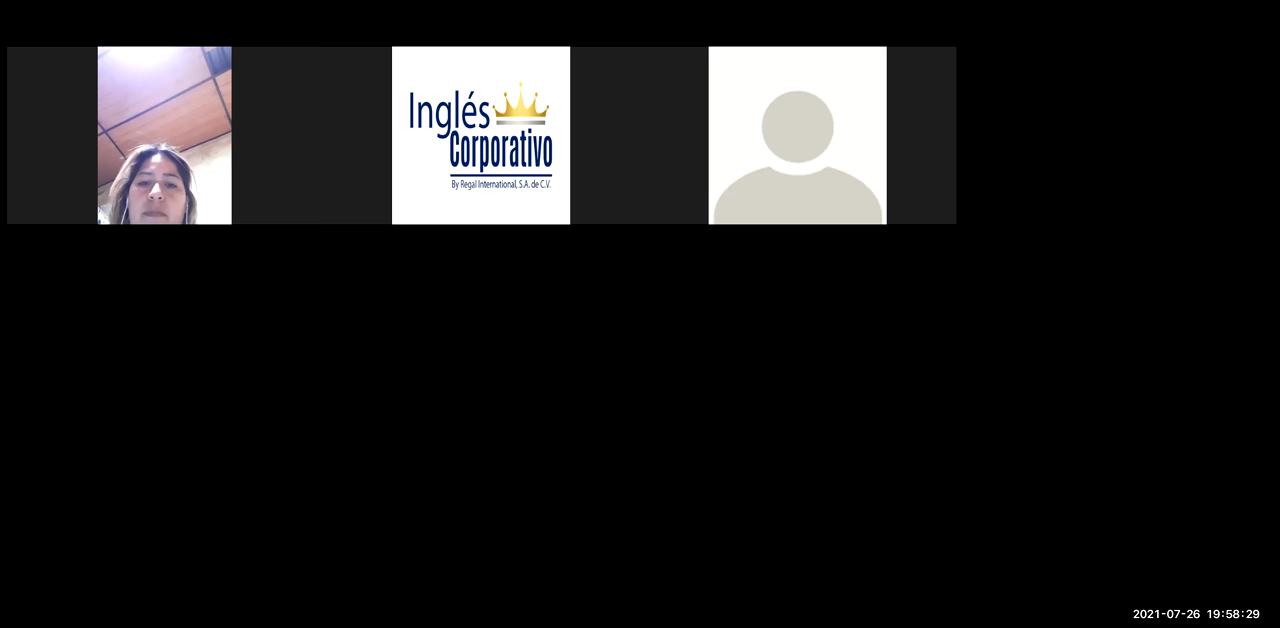 Inglés
Corporativo
By Regal International, S.A. de C.V.
2021-07-26 19:58:29